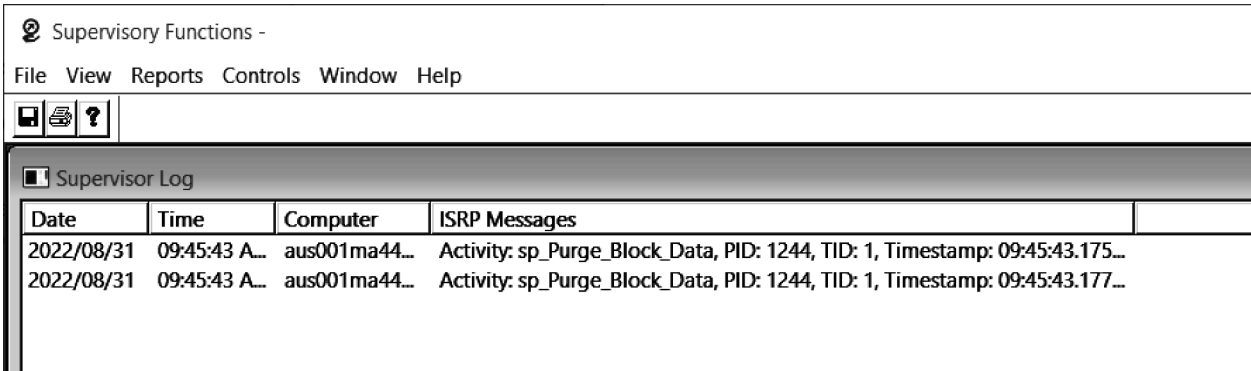 Supervisory Functions -
File View Reports Controls Window Help
?
Supervisor Log
Date Time Computer ISRP Messages
2022/08/31 09:45:43 A... aus001ma44... Activity: sp_Purge_Block_Data, PID: 1244, TID: 1, Timestamp: 09:45:43.175...
2022/08/31 09:45:43 A... aus001ma44... Activity: sp_Purge_Block_Data, PID: 1244, TID: 1, Timestamp: 09:45:43.177...